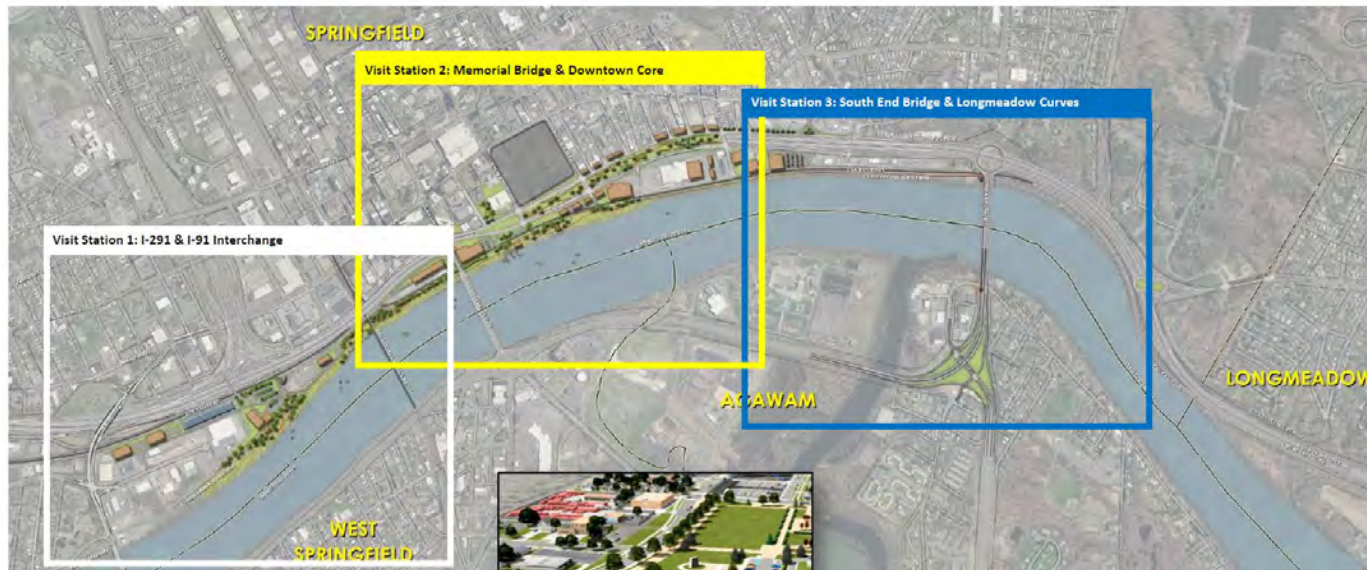 SPRINGFIELD
Visit Station 2: Memorial Bridge & Downtown Core
Visit Station 3: South End Bridge & Longmeadow Curves
Visit Station 1: I-291 & I-91 Interchange
LONGMEADOW
AGAWAM
WEST
SPRINGFIELD